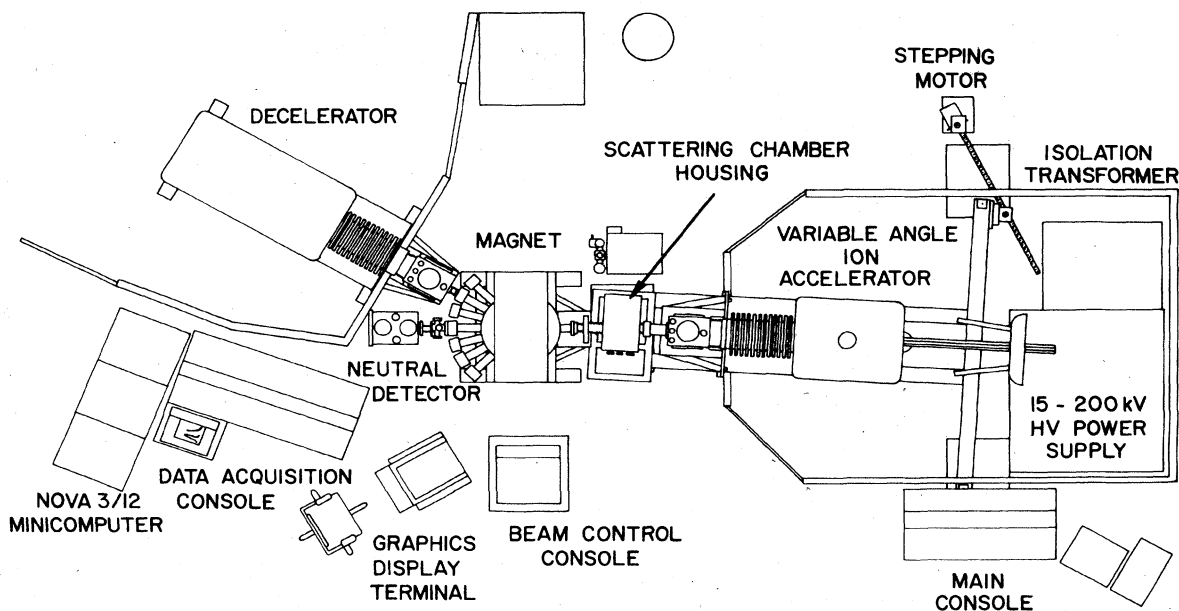 STEPPING
MOTOR
DECELERATOR
SCATTERING CHAMBER
HOUSING
ISOLATION
TRANSFORMER
MAGNET
VARIABLE ANGLE
ION
ACCELERATOR
NEUTRAL
DETECTOR
15 - 200 kV
HV POWER
SUPPLY
DATA ACQUISITION
CONSOLE
NOVA 3/12
MINICOMPUTER
GRAPHICS
DISPLAY
TERMINAL
BEAM CONTROL
CONSOLE
MAIN
CONSOLE